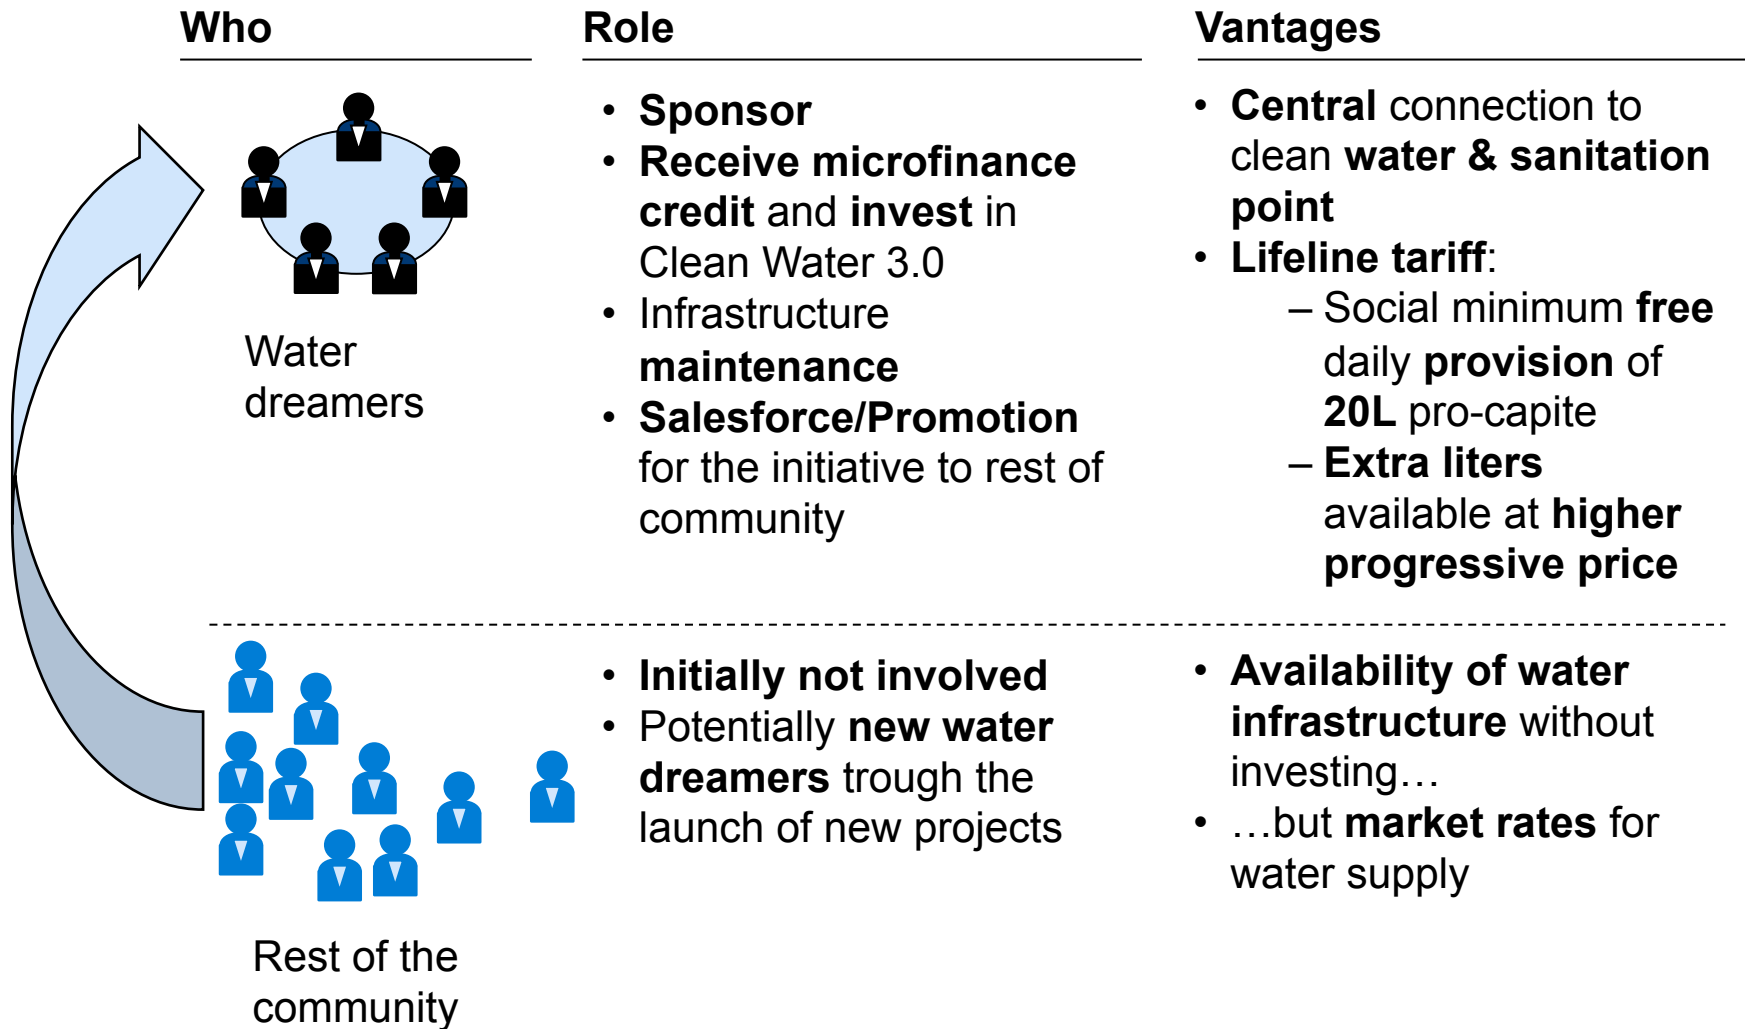 Who
Role
Vantages
Water
dreamers
• Sponsor
• Receive microfinance
credit and invest in
Clean Water 3.0
• Infrastructure
maintenance
• Salesforce/Promotion
for the initiative to rest of
community
• Central connection to
clean water & sanitation
point
• Lifeline tariff:
– Social minimum free
daily provision of
20L pro-capite
– Extra liters
available at higher
progressive price
Rest of the
community
• Initially not involved
• Potentially new water
dreamers trough the
launch of new projects
• Availability of water
infrastructure without
investing…
• …but market rates for
water supply